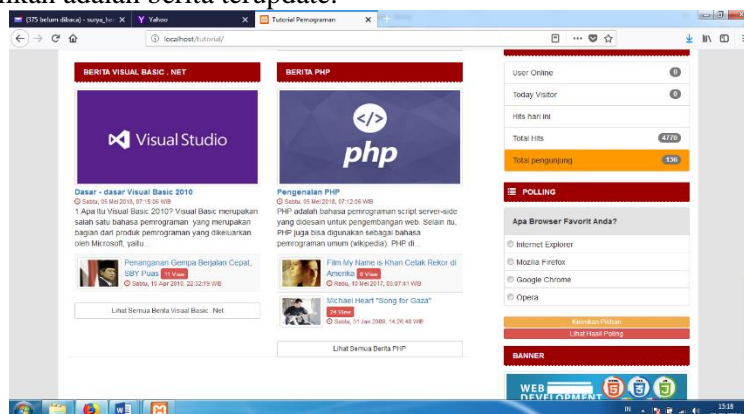 adalah berita terupdate.
(375 belum dibaca) - surya_her
Yahoo
Tutorial Pemograman
localhost/tutorial/
BERITA VISUAL BASIC . NET
Visual Studio
Dasar - dasar Visual Basic 2010
Sabtu, 05 Mei 2018, 07:15:06 WIB
1.Apa Itu Visual Basic 2010? Visual Basic merupakan
salah satu bahasa pemrograman yang merupakan
bagian dari produk pemrograman yang dikeluarkan
oleh Microsoft, yaitu...
Penanganan Gempa Berjalan Cepat,
SBY Puas 11 View
Sabtu, 10 Apr 2010, 22:32:19 WIB
Lihat Semua Berita Visual Basic . Net
BERITA PHP
</>
php
Pengenalan PHP
Sabtu, 05 Mei 2018, 07:12:06 WIB
PHP adalah bahasa pemrograman script server-side
yang didesain untuk pengembangan web. Selain itu,
PHP juga bisa digunakan sebagai bahasa
pemrograman umum (wikipedia). PHP di...
Film My Name is Khan Cetak Rekor di
Amerika 6 View
Rabu, 10 Mei 2017, 03:07:41 WIB
Michael Heart "Song for Gaza"
24 View
Sabtu, 31 Jan 2009, 14:26:48 WIB
Lihat Semua Berita PHP
User Online 0
Today Visitor 0
Hits hari ini
Total Hits 4770
Total pengunjung 136
POLLING
Apa Browser Favorit Anda?
Internet Explorer
Mozilla Firefox
Google Chrome
Opera
Kirimkan Pilihan
Lihat Hasil Poling
BANNER
WEB
DEVELOPMENT
IN
15:18